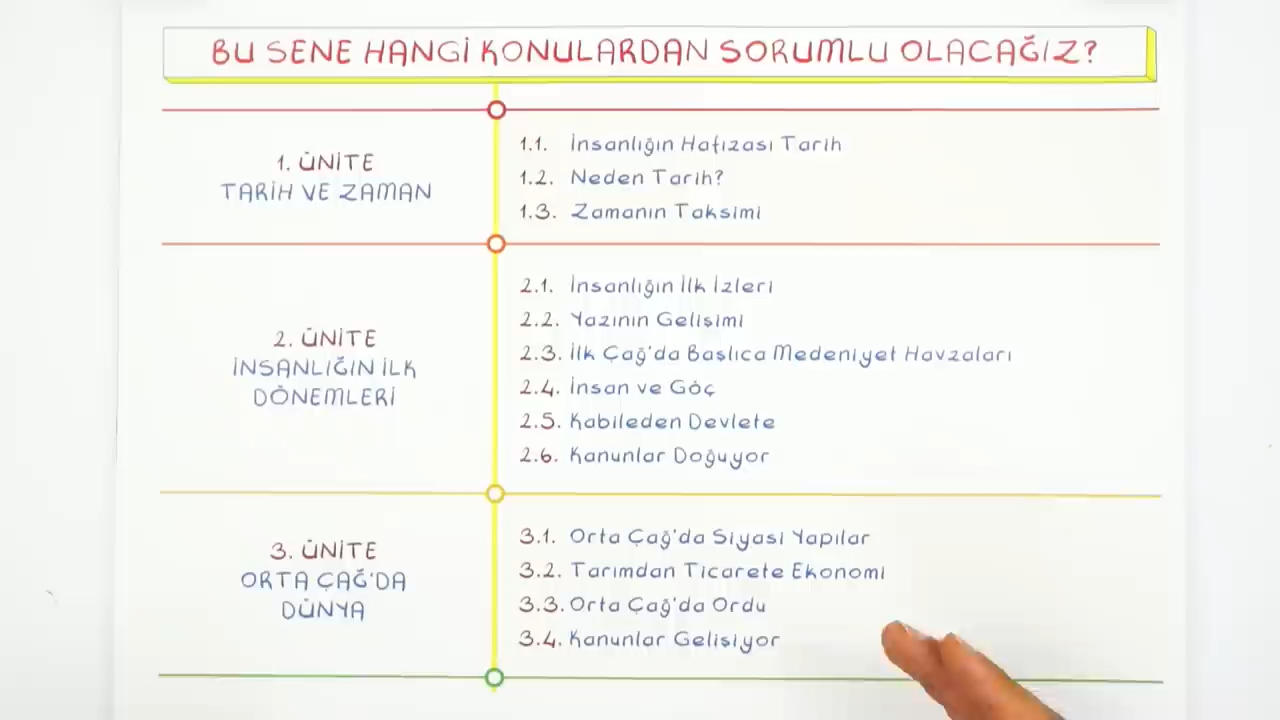 BU SENE HANGİ KONULARDAN SORUMLU OLACAĞIZ?
1. ÜNİTE
TARİH VE ZAMAN
1.1. İnsanlığın Hafızası Tarih
1.2. Neden Tarih?
1.3. Zamanın Taksimi
2. ÜNİTE
İNSANLIĞIN İLK
DÖNEMLERİ
2.1. İnsanlığın İlk İzleri
2.2. Yazının Gelişimi
2.3. İlk Çağ'da Başlıca Medeniyet Havzaları
2.4. İnsan ve Göç
2.5. Kabileden Devlete
2.6. Kanunlar Doğuyor
3. ÜNİTE
ORTA ÇAĞ'DA
DÜNYA
3.1. Orta Çağ'da Siyasi Yapılar
3.2. Tarımdan Ticarete Ekonomi
3.3. Orta Çağ'da Ordu
3.4. Kanunlar Gelişiyor